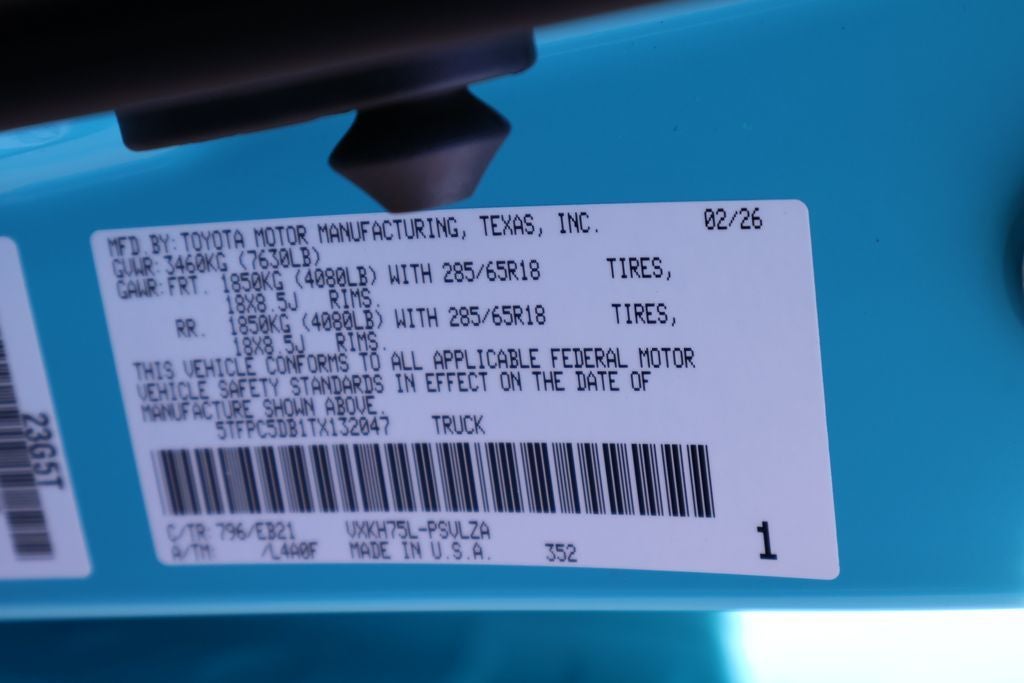 MFD.BY:TOYOTA MOTOR MANUFACTURING, TEXAS, INC. 02/26
GVWR:3460KG (7630LB)
GAWR:FRT. 1850KG (4080LB) WITH 285/65R18 TIRES,
18X8.5J RIMS.
RR. 1850KG (4080LB) WITH 285/65R18 TIRES,
18X8.5J RIMS.
THIS VEHICLE CONFORMS TO ALL APPLICABLE FEDERAL MOTOR
VEHICLE SAFETY STANDARDS IN EFFECT ON THE DATE OF
MANUFACTURE SHOWN ABOVE.
5TFPC5DB1TX132047 TRUCK
C/TR:796/EB21 VXKH75L-PSVLZA
A/TM: /L4A0F MADE IN U.S.A. 352 1
23G5T